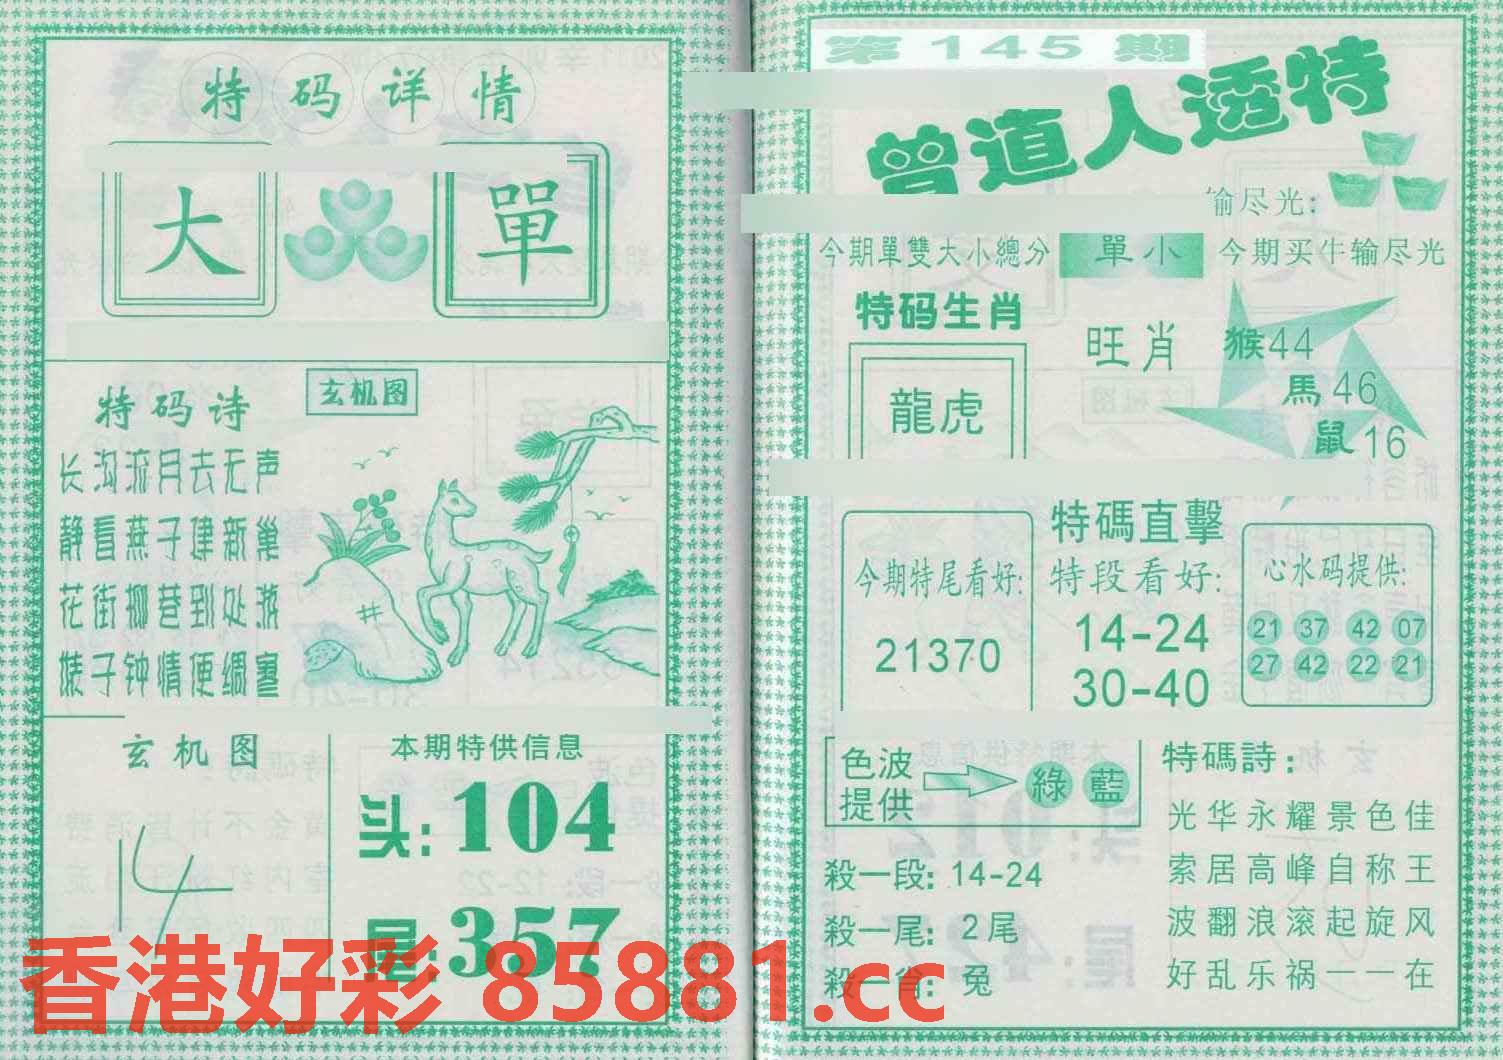 特码详情
大 單
特码诗
玄机图
长沟流月去无声
静看燕子建新巢
花街柳巷到处游
婊子钟情便绸蹇
井
玄机图
14
本期特供信息
头:104
尾:357
第145期
曾道人透特
输尽光:
今期單雙大小總分 單小 今期买牛输尽光
特码生肖
龍虎
旺肖
猴44
馬46
鼠16
今期特尾看好:
21370
特碼直擊
特段看好:
14-24
30-40
心水码提供:
21 37 42 07
27 42 22 21
色波
提供
綠 藍
殺一段: 14-24
殺一尾: 2尾
殺一肖: 兔
特碼詩:
光华永耀景色佳
索居高峰自称王
波翻浪滚起旋风
好乱乐祸一一在
香港好彩 85881.cc